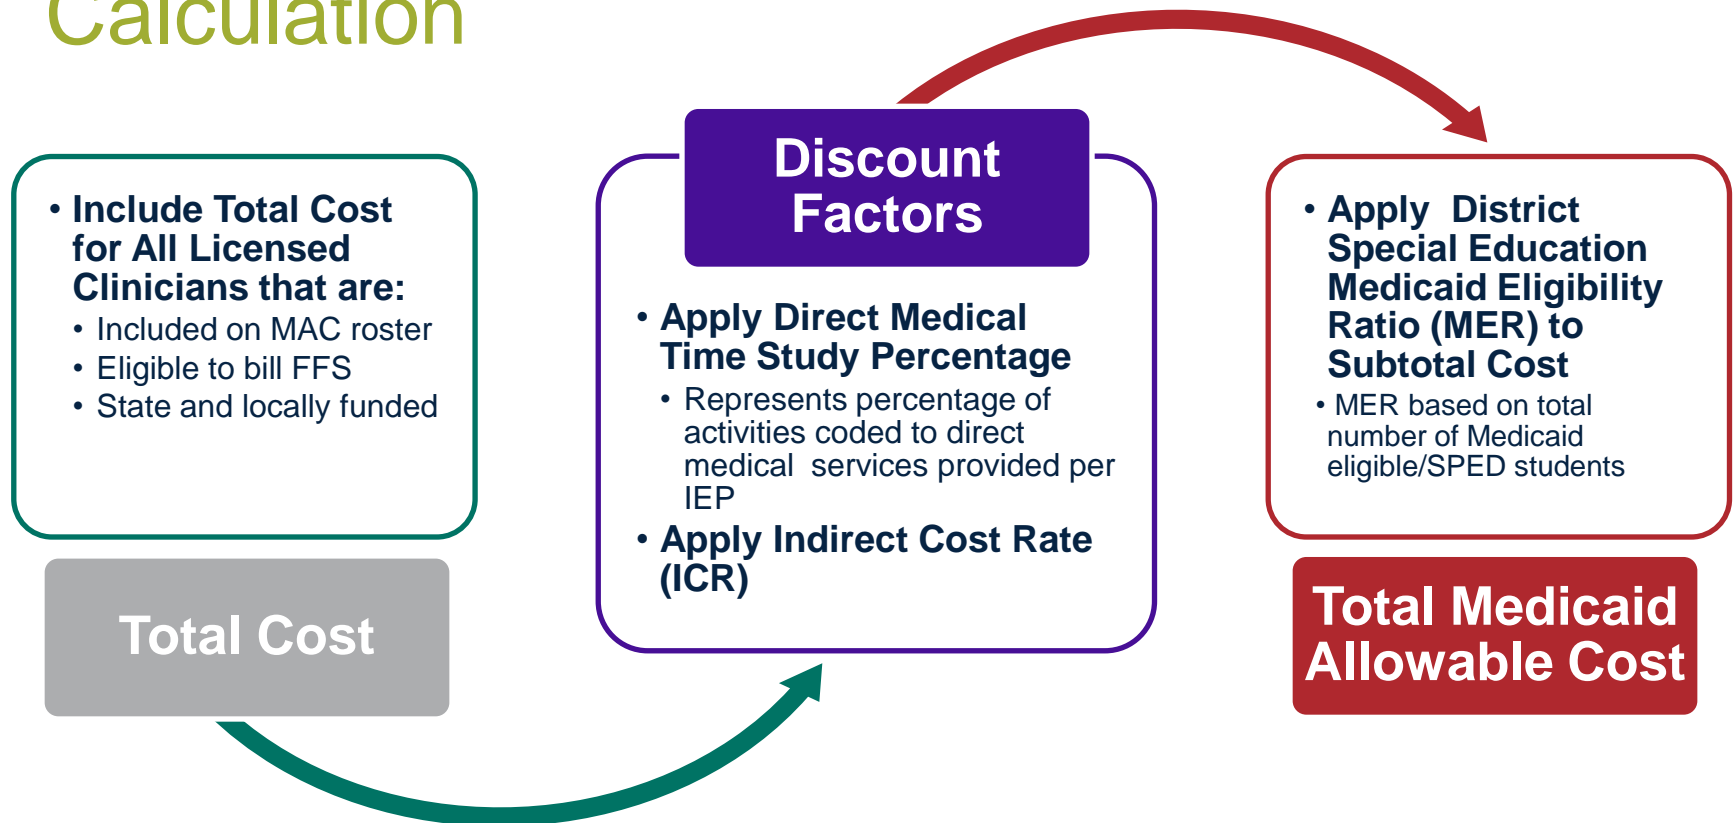 Calculation
• Include Total Cost
for All Licensed
Clinicians that are:
• Included on MAC roster
• Eligible to bill FFS
• State and locally funded
Total Cost
Discount
Factors
• Apply Direct Medical
Time Study Percentage
• Represents percentage of
activities coded to direct
medical  services provided per
IEP
• Apply Indirect Cost Rate
(ICR)
• Apply  District
Special Education
Medicaid Eligibility
Ratio (MER) to
Subtotal Cost
• MER based on total
number of Medicaid
eligible/SPED students
Total Medicaid
Allowable Cost